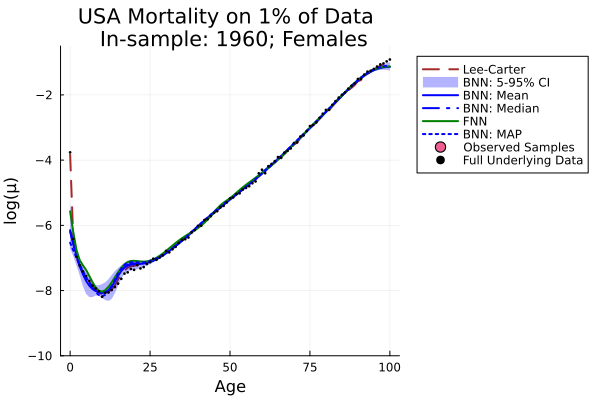 USA Mortality on 1% of Data
In-sample: 1960; Females
log(μ)
−2
−4
−6
−8
−10
0
25
50
75
100
Age
Lee-Carter
BNN: 5-95% CI
BNN: Mean
BNN: Median
FNN
BNN: MAP
Observed Samples
Full Underlying Data